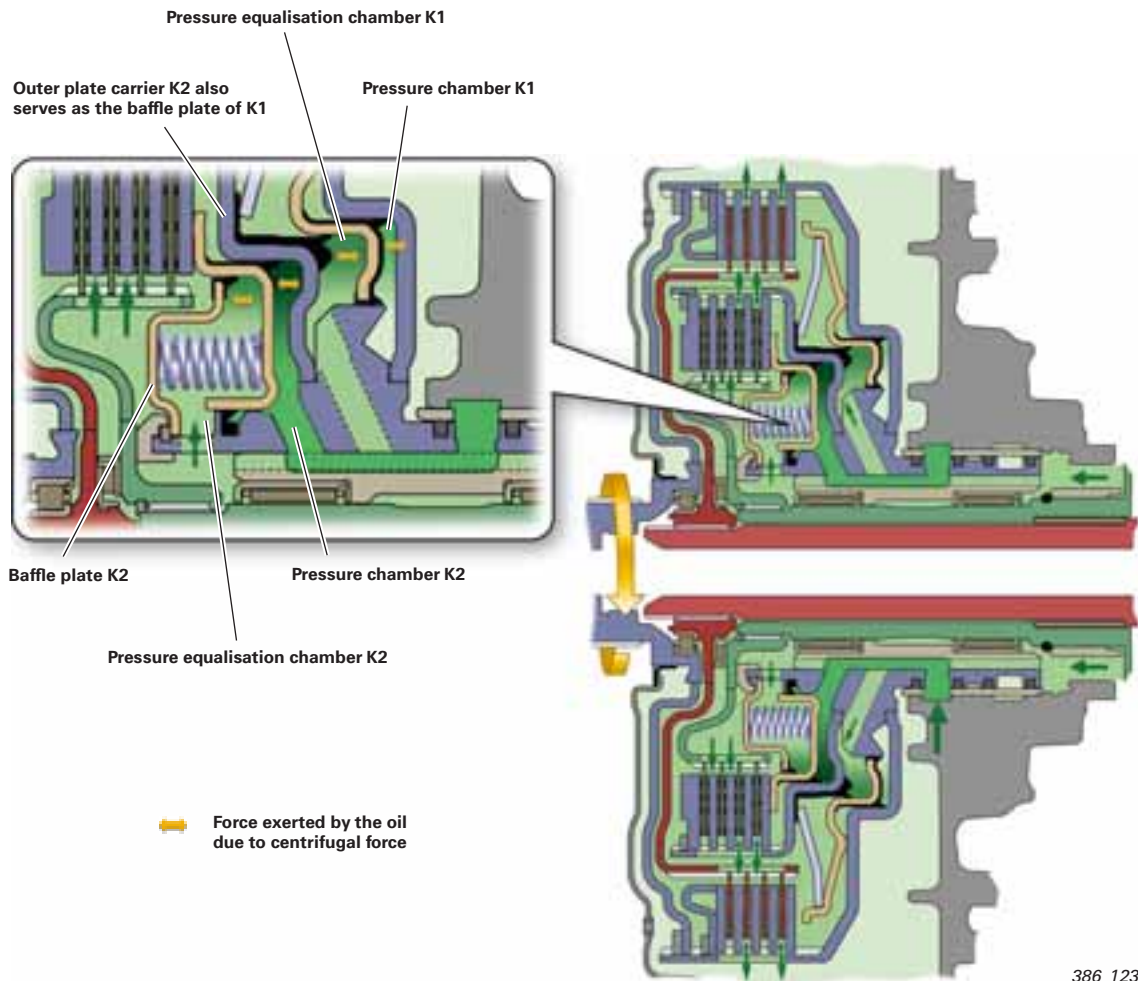 Pressure equalisation chamber K1
Outer plate carrier K2 also
serves as the baffle plate of K1
Pressure chamber K1
Baffle plate K2
Pressure chamber K2
Pressure equalisation chamber K2
Force exerted by the oil
due to centrifugal force
386_123